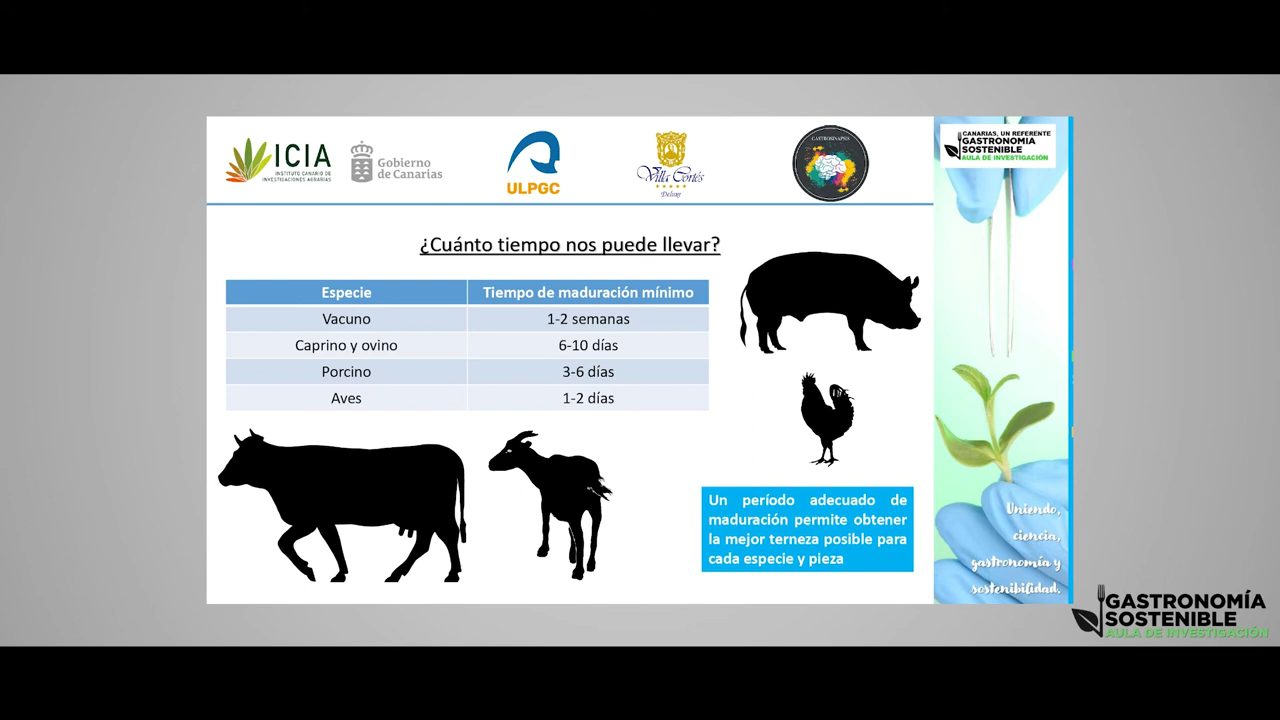 ICIA
INSTITUTO CANARIO DE
INVESTIGACIONES AGRARIAS
Gobierno
de Canarias
ULPGC
Villa Cortés
Deluxe
GASTROSINAPSIS
CANARIAS, UN REFERENTE
GASTRONOMÍA
SOSTENIBLE
AULA DE INVESTIGACIÓN
¿Cuánto tiempo nos puede llevar?
Especie Tiempo de maduración mínimo
Vacuno 1-2 semanas
Caprino y ovino 6-10 días
Porcino 3-6 días
Aves 1-2 días
Un período adecuado de
maduración permite obtener
la mejor terneza posible para
cada especie y pieza
Uniendo,
ciencia,
gastronomía y
sostenibilidad.
GASTRONOMÍA
SOSTENIBLE
AULA DE INVESTIGACIÓN